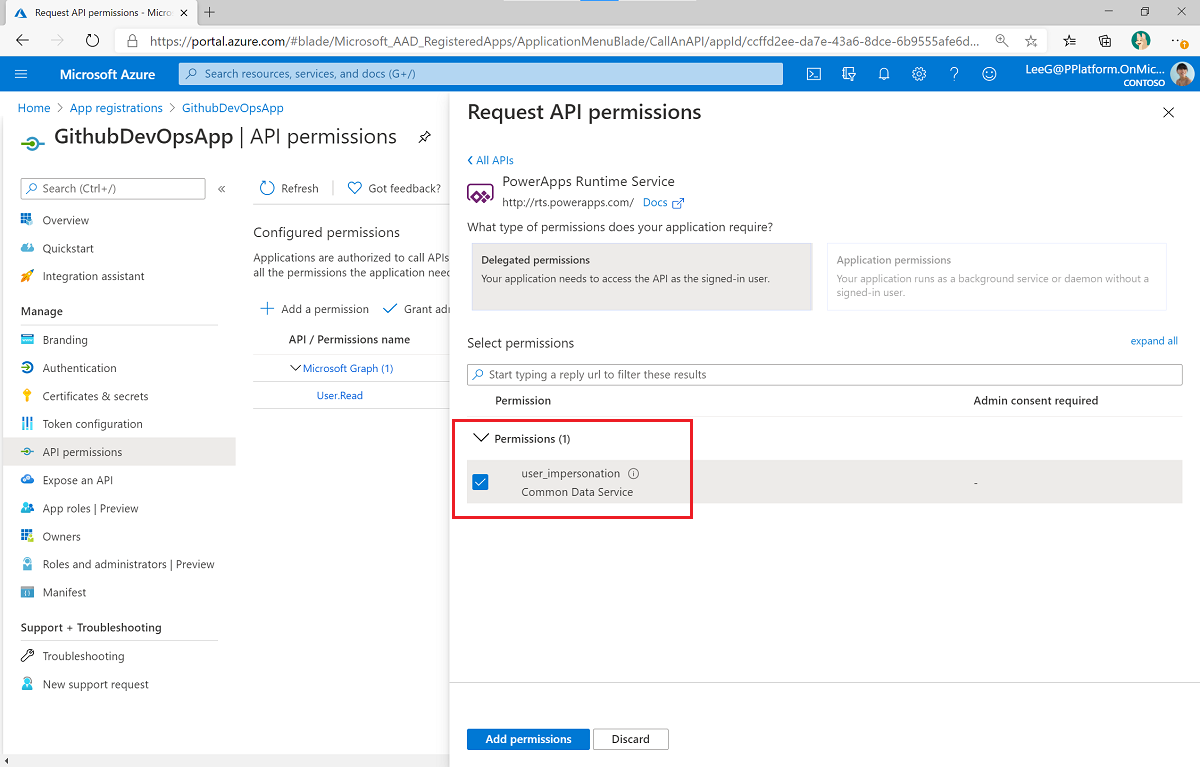 Request API permissions - Micro
https://portal.azure.com/#blade/Microsoft_AAD_RegisteredApps/ApplicationMenuBlade/CallAnAPI/appId/ccffd2ee-da7e-43a6-8dce-6b9555afe6d...
Microsoft Azure
Search resources, services, and docs (G+/)
LeeG@PPlatform.OnMic...
CONTOSO
Home > App registrations > GithubDevOpsApp
GithubDevOpsApp | API permissions
Search (Ctrl+/)
«
Overview
Quickstart
Integration assistant
Manage
Branding
Authentication
Certificates & secrets
Token configuration
API permissions
Expose an API
App roles | Preview
Owners
Roles and administrators | Preview
Manifest
Support + Troubleshooting
Troubleshooting
New support request
Refresh
Got feedback?
Configured permissions
Applications are authorized to call APIs
all the permissions the application need
Add a permission
Grant adm
API / Permissions name
Microsoft Graph (1)
User.Read
Request API permissions
All APIs
PowerApps Runtime Service
http://rts.powerapps.com/ Docs
What type of permissions does your application require?
Delegated permissions
Your application needs to access the API as the signed-in user.
Application permissions
Your application runs as a background service or daemon without a
signed-in user.
Select permissions
expand all
Start typing a reply url to filter these results
Permission
Admin consent required
Permissions (1)
user_impersonation
Common Data Service
-
Add permissions
Discard